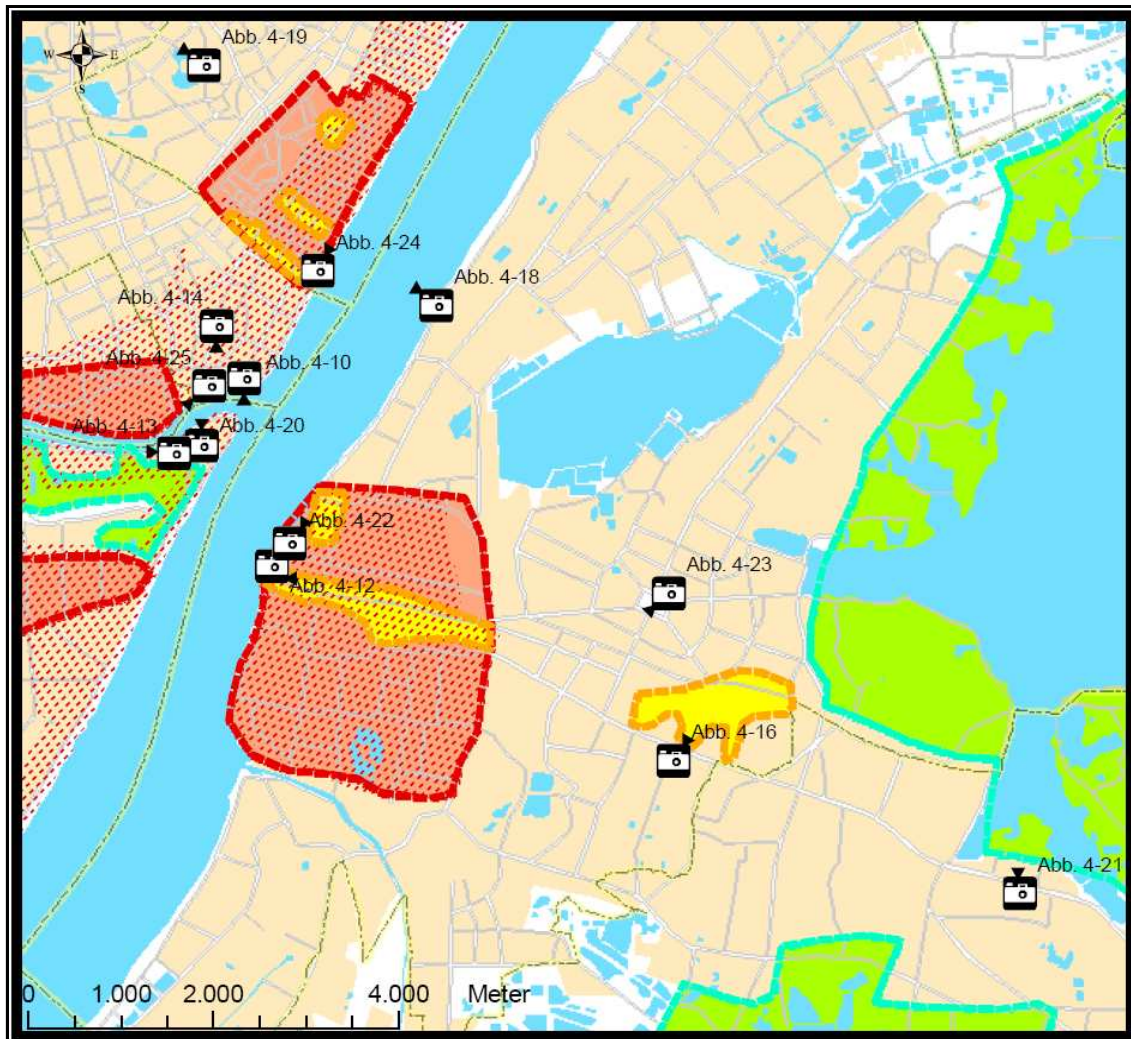 N
W E
S
Abb. 4-19
Abb. 4-24
Abb. 4-18
Abb. 4-14
Abb. 4-25
Abb. 4-10
Abb. 4-13
Abb. 4-20
Abb. 4-22
Abb. 4-12
Abb. 4-23
Abb. 4-16
Abb. 4-21
0 1.000 2.000 4.000 Meter